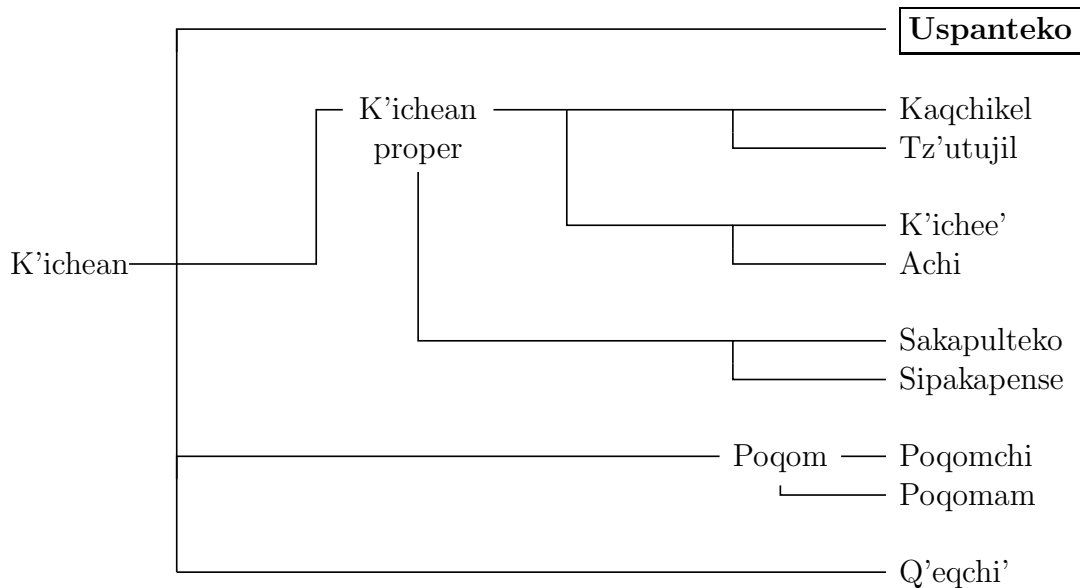 Uspanteko
K'ichean
proper
Kaqchikel
Tz'utujil
K'ichee'
Achi
K'ichean
Sakapulteko
Sipakapense
Poqom
Poqomchi
Poqomam
Q'eqchi'